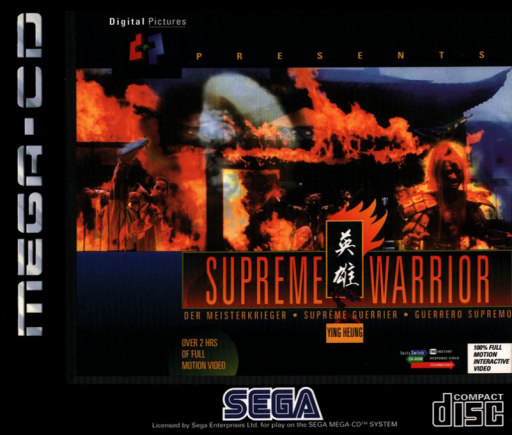 MEGA-CD
Digital Pictures
PRESENTS
英雄
SUPREME WARRIOR
DER MEISTERKRIEGER • SUPRÊME GUERRIER • GUERRERO SUPREMO
YING HEUNG
OVER 2 HRS
OF FULL
MOTION VIDEO
100% FULL
MOTION
INTERACTIVE
VIDEO
SEGA
COMPACT
disc
Licensed by Sega Enterprises Ltd. for play on the SEGA MEGA-CD™ SYSTEM